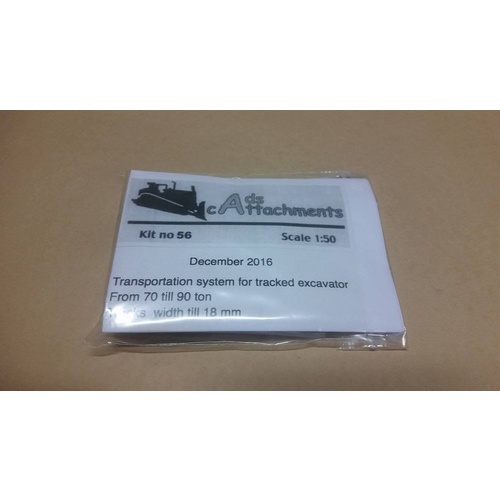 cAds
Attachments
Kit no 56 Scale 1:50
December 2016
Transportation system for tracked excavator
From 70 till 90 ton
width till 18 mm